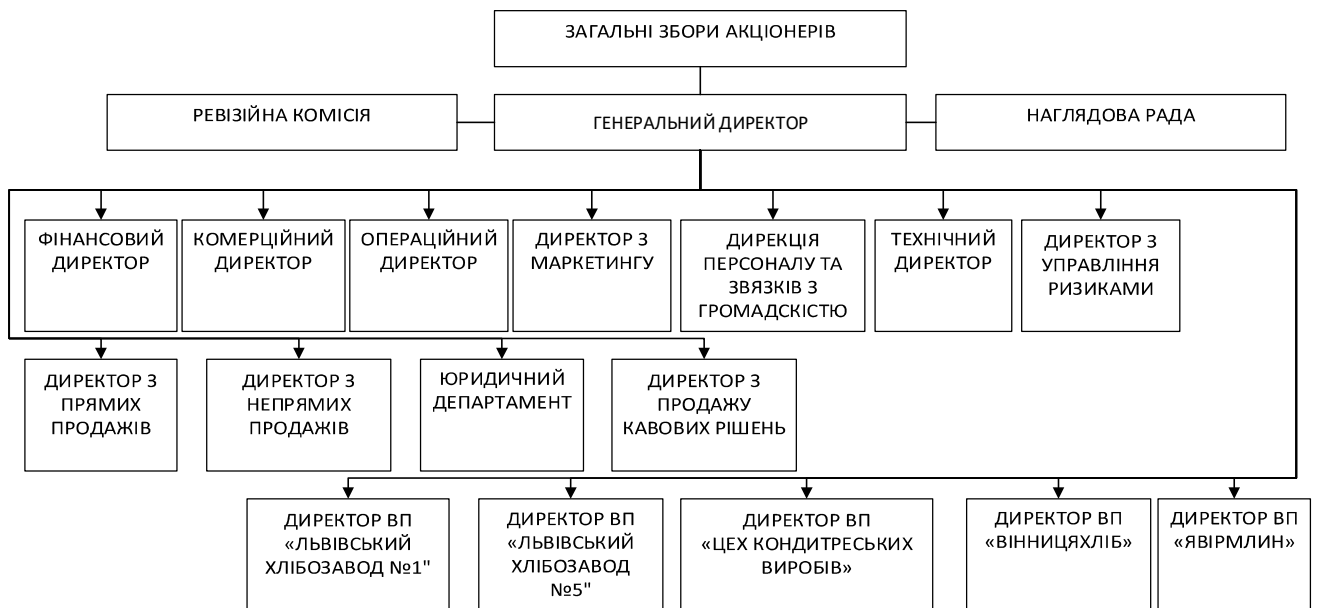 ЗАГАЛЬНІ ЗБОРИ АКЦІОНЕРІВ
РЕВІЗІЙНА КОМІСІЯ
ГЕНЕРАЛЬНИЙ ДИРЕКТОР
НАГЛЯДОВА РАДА
ФІНАНСОВИЙ
ДИРЕКТОР
КОМЕРЦІЙНИЙ
ДИРЕКТОР
ОПЕРАЦІЙНИЙ
ДИРЕКТОР
ДИРЕКТОР З
МАРКЕТИНГУ
ДИРЕКЦІЯ
ПЕРСОНАЛУ ТА
ЗВЯЗКІВ З
ГРОМАДСКІСТЮ
ТЕХНІЧНИЙ
ДИРЕКТОР
ДИРЕКТОР З
УПРАВЛІННЯ
РИЗИКАМИ
ДИРЕКТОР З
ПРЯМИХ
ПРОДАЖІВ
ДИРЕКТОР З
НЕПРЯМИХ
ПРОДАЖІВ
ЮРИДИЧНИЙ
ДЕПАРТАМЕНТ
ДИРЕКТОР З
ПРОДАЖУ
КАВОВИХ РІШЕНЬ
ДИРЕКТОР ВП
«ЛЬВІВСЬКИЙ
ХЛІБОЗАВОД №1"
ДИРЕКТОР ВП
«ЛЬВІВСЬКИЙ
ХЛІБОЗАВОД
№5"
ДИРЕКТОР ВП
«ЦЕХ КОНДИТРЕСЬКИХ
ВИРОБІВ»
ДИРЕКТОР ВП
«ВІННИЦЯХЛІБ»
ДИРЕКТОР ВП
«ЯВІРМЛИН»